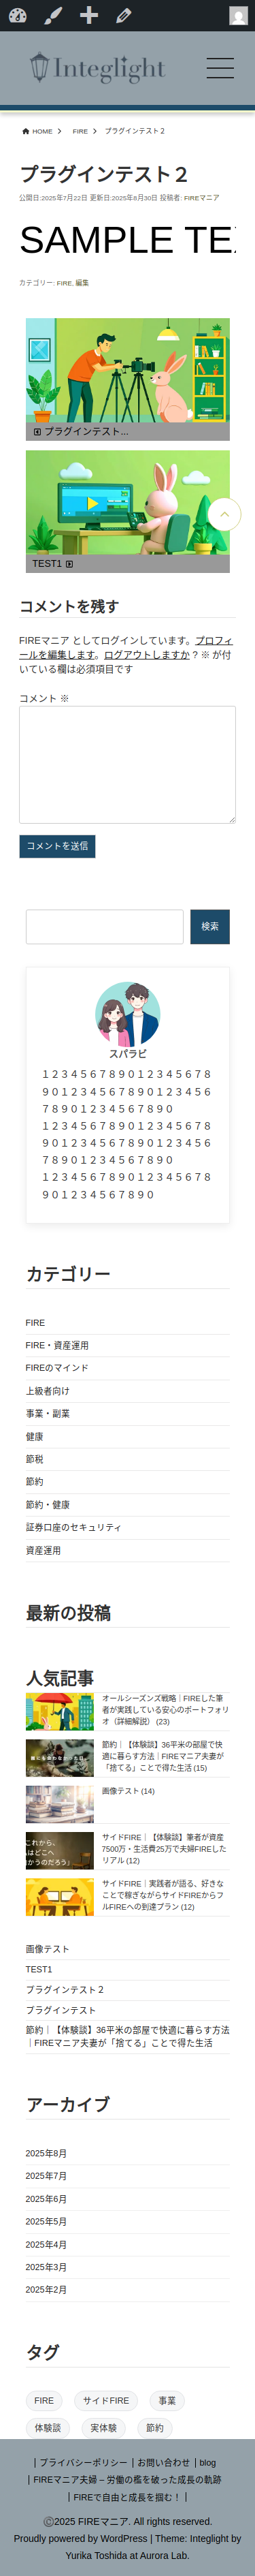 Integlight
HOME > FIRE > プラグインテスト２
プラグインテスト２
公開日:2025年7月22日 更新日:2025年8月30日 投稿者: FIREマニア
SAMPLE TE
カテゴリー: FIRE, 編集
プラグインテスト...
TEST1
コメントを残す
FIREマニア としてログインしています。プロフィ
ールを編集します。ログアウトしますか ? ※ が付
いている欄は必須項目です
コメント ※
コメントを送信
検索
スパラビ
１２３４５６７８９０１２３４５６７８
９０１２３４５６７８９０１２３４５６
７８９０１２３４５６７８９０
１２３４５６７８９０１２３４５６７８
９０１２３４５６７８９０１２３４５６
７８９０１２３４５６７８９０
１２３４５６７８９０１２３４５６７８
９０１２３４５６７８９０
カテゴリー
FIRE
FIRE・資産運用
FIREのマインド
上級者向け
事業・副業
健康
節税
節約
節約・健康
証券口座のセキュリティ
資産運用
最新の投稿
人気記事
オールシーズンズ戦略｜FIREした筆
者が実践している安心のポートフォリ
オ（詳細解説） (23)
節約｜【体験談】36平米の部屋で快
適に暮らす方法｜FIREマニア夫妻が
「捨てる」ことで得た生活 (15)
画像テスト (14)
サイドFIRE｜【体験談】筆者が資産
7500万・生活費25万で夫婦FIREした
リアル (12)
サイドFIRE｜実践者が語る、好きな
ことで稼ぎながらサイドFIREからフ
ルFIREへの到達プラン (12)
画像テスト
TEST1
プラグインテスト２
プラグインテスト
節約｜【体験談】36平米の部屋で快適に暮らす方法
｜FIREマニア夫妻が「捨てる」ことで得た生活
アーカイブ
2025年8月
2025年7月
2025年6月
2025年5月
2025年4月
2025年3月
2025年2月
タグ
FIRE サイドFIRE 事業
体験談 実体験 節約
| プライバシーポリシー | お問い合わせ | blog
| FIREマニア夫婦 – 労働の檻を破った成長の軌跡
| FIREで自由と成長を掴む！ |
©2025 FIREマニア. All rights reserved.
Proudly powered by WordPress | Theme: Integlight by
Yurika Toshida at Aurora Lab.